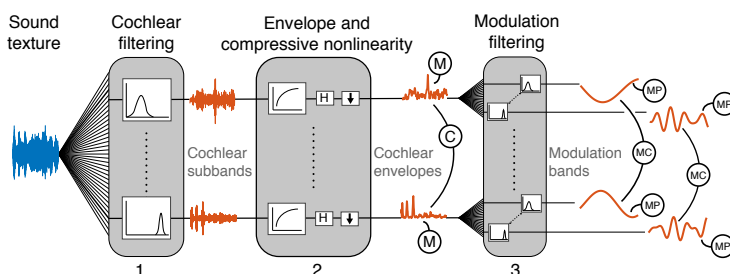 Sound
texture
Cochlear
filtering
Envelope and
compressive nonlinearity
Modulation
filtering
M
H
MP
MP
C
Cochlear
subbands
Cochlear
envelopes
Modulation
bands
MC
MC
H
M
MP
MP
1
2
3